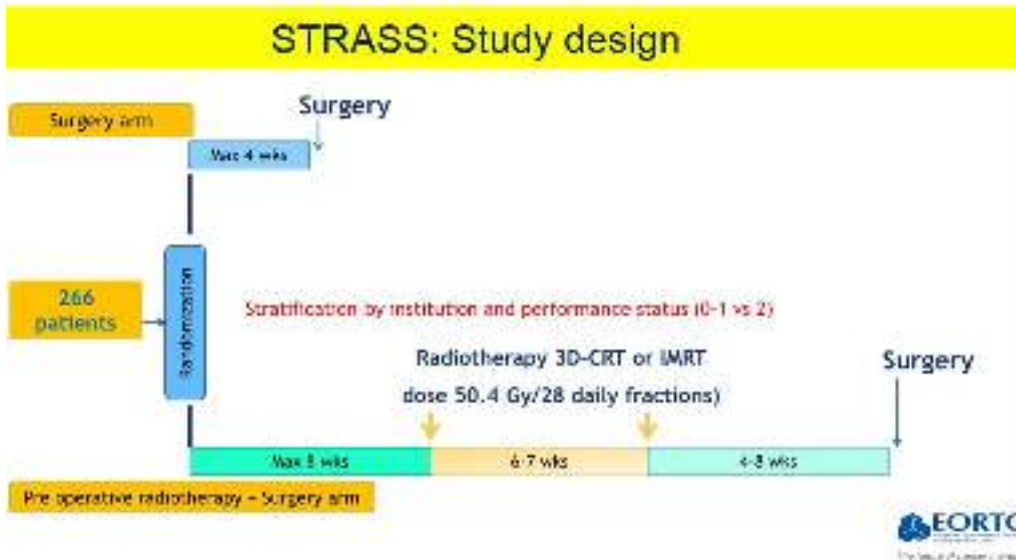 STRASS: Study design
Surgery arm
Surgery
Max 4 wks
266
patients
Randomization
Stratification by institution and performance status (0-1 vs 2)
Radiotherapy 3D-CRT or IMRT
dose 50.4 Gy/28 daily fractions)
Surgery
Max 8 wks
6-7 wks
4-8 wks
Pre operative radiotherapy - Surgery arm
EORTC